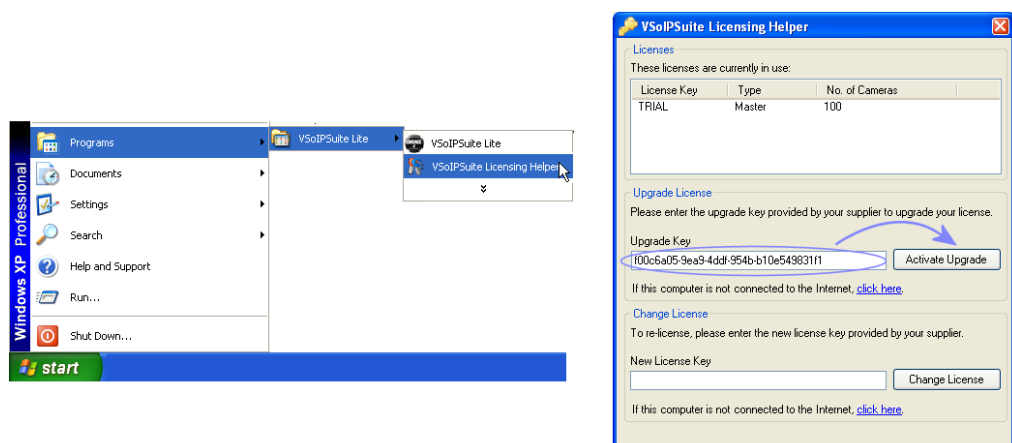 Windows XP Professional
Programs
Documents
Settings
Search
Help and Support
Run...
Shut Down...
start
VSoIPSuite Lite
VSoIPSuite Lite
VSoIPSuite Licensing Helper
VSoIPSuite Licensing Helper
Licenses
These licenses are currently in use:
License Key Type No. of Cameras
TRIAL Master 100
Upgrade License
Please enter the upgrade key provided by your supplier to upgrade your license.
Upgrade Key
f00c6a05-9ea9-4ddf-954b-b10e549831f1
Activate Upgrade
If this computer is not connected to the Internet, click here.
Change License
To re-license, please enter the new license key provided by your supplier.
New License Key
Change License
If this computer is not connected to the Internet, click here.